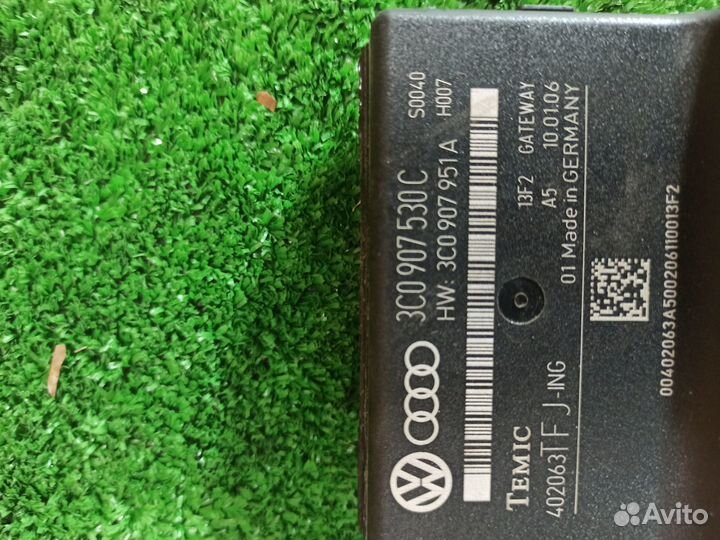 3C0 907 530 C
HW: 3C0 907 951 A
S0040
H007
TEMIC
402063TF J-ING
13F2 GATEWAY
A5 10.01.06
01 Made in GERMANY
00402063A500206110013F2
Avito